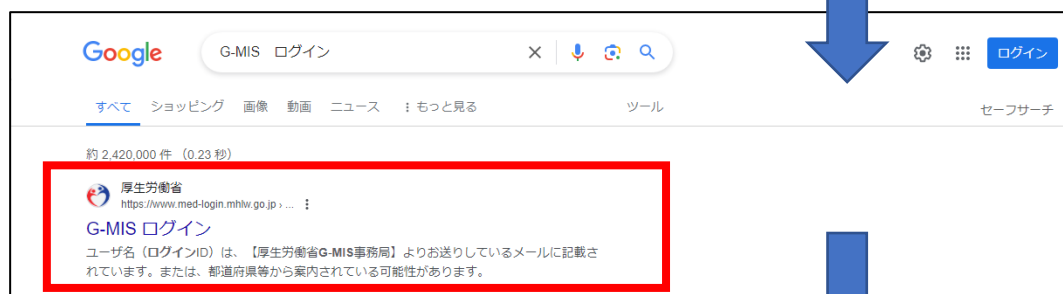 Google G-MIS ログイン ログイン
すべて ショッピング 画像 動画 ニュース もっと見る ツール セーフサーチ
約 2,420,000 件 (0.23 秒)
厚生労働省
https://www.med-login.mhlw.go.jp › ...
G-MIS ログイン
ユーザ名（ログインID）は、【厚生労働省G-MIS事務局】よりお送りしているメールに記載さ
れています。または、都道府県等から案内されている可能性があります。